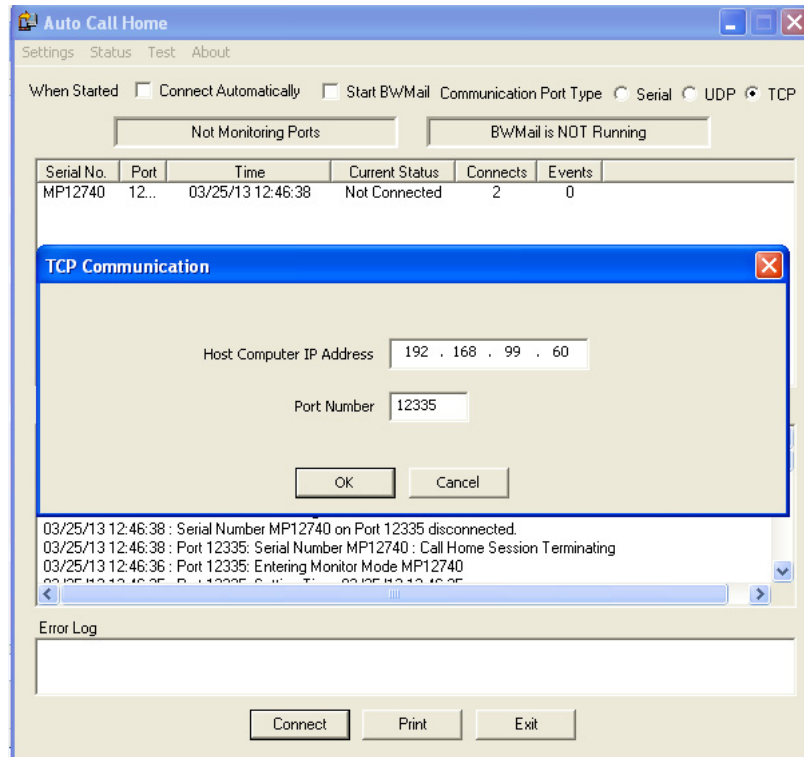 Auto Call Home
Settings Status Test About
When Started Connect Automatically Start BWMail Communication Port Type Serial UDP TCP
Not Monitoring Ports BWMail is NOT Running
Serial No. Port Time Current Status Connects Events
MP12740 12... 03/25/13 12:46:38 Not Connected 2 0
TCP Communication
Host Computer IP Address 192 . 168 . 99 . 60
Port Number 12335
OK Cancel
03/25/13 12:46:38 : Serial Number MP12740 on Port 12335 disconnected.
03/25/13 12:46:38 : Port 12335: Serial Number MP12740 : Call Home Session Terminating
03/25/13 12:46:36 : Port 12335: Entering Monitor Mode MP12740
Error Log
Connect Print Exit